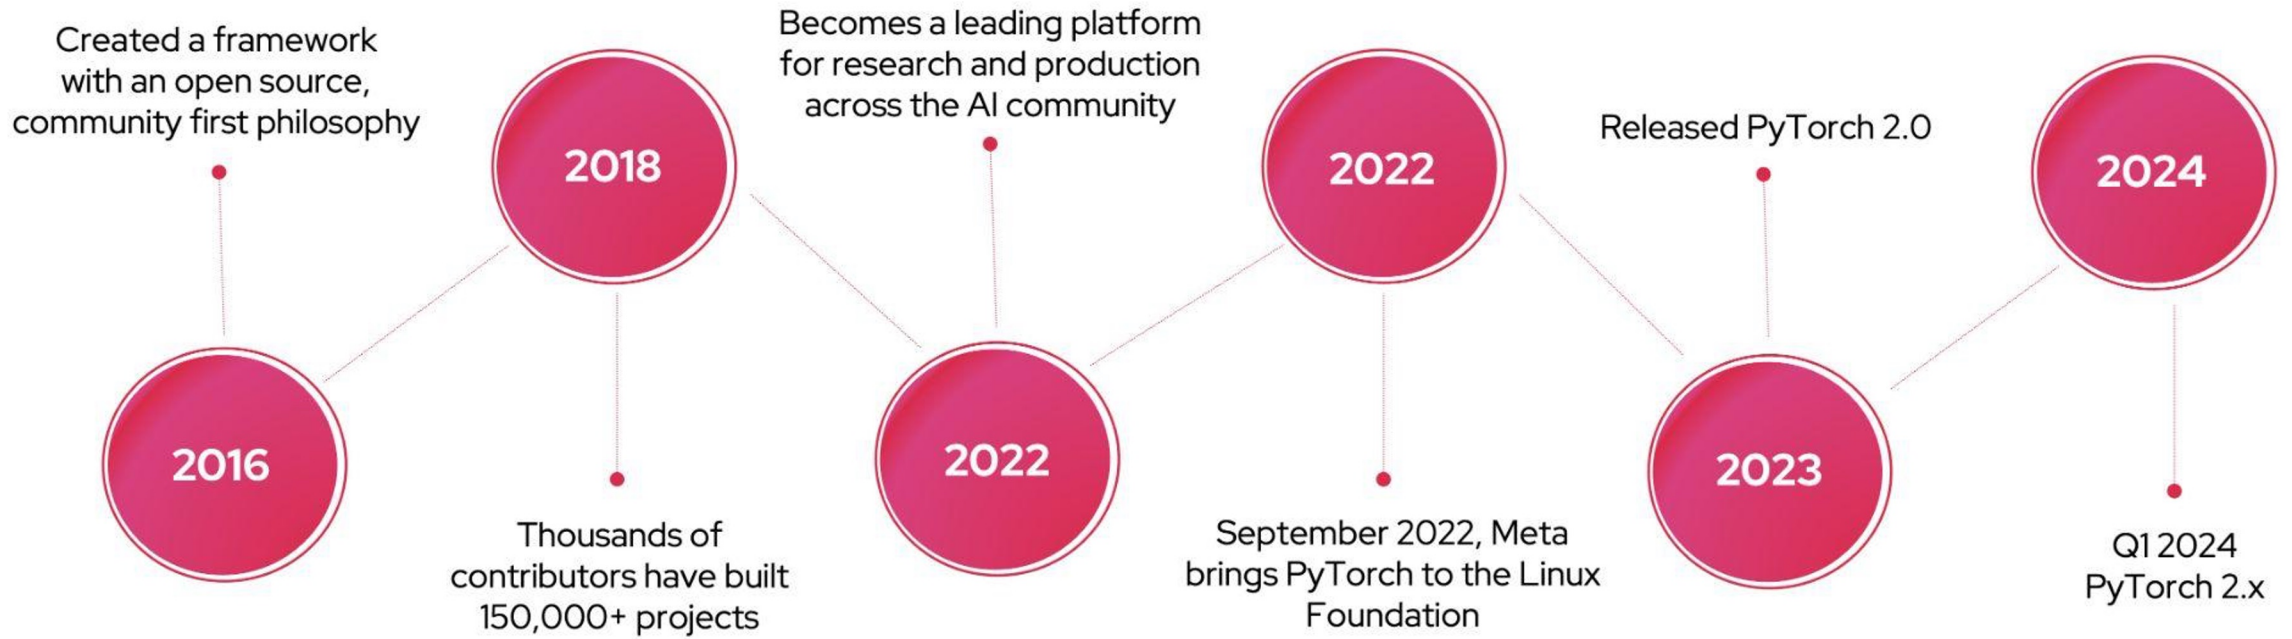 Created a framework
with an open source,
community first philosophy
2016
2018
Thousands of
contributors have built
150,000+ projects
Becomes a leading platform
for research and production
across the AI community
2022
2022
September 2022, Meta
brings PyTorch to the Linux
Foundation
Released PyTorch 2.0
2023
2024
Q1 2024
PyTorch 2.x